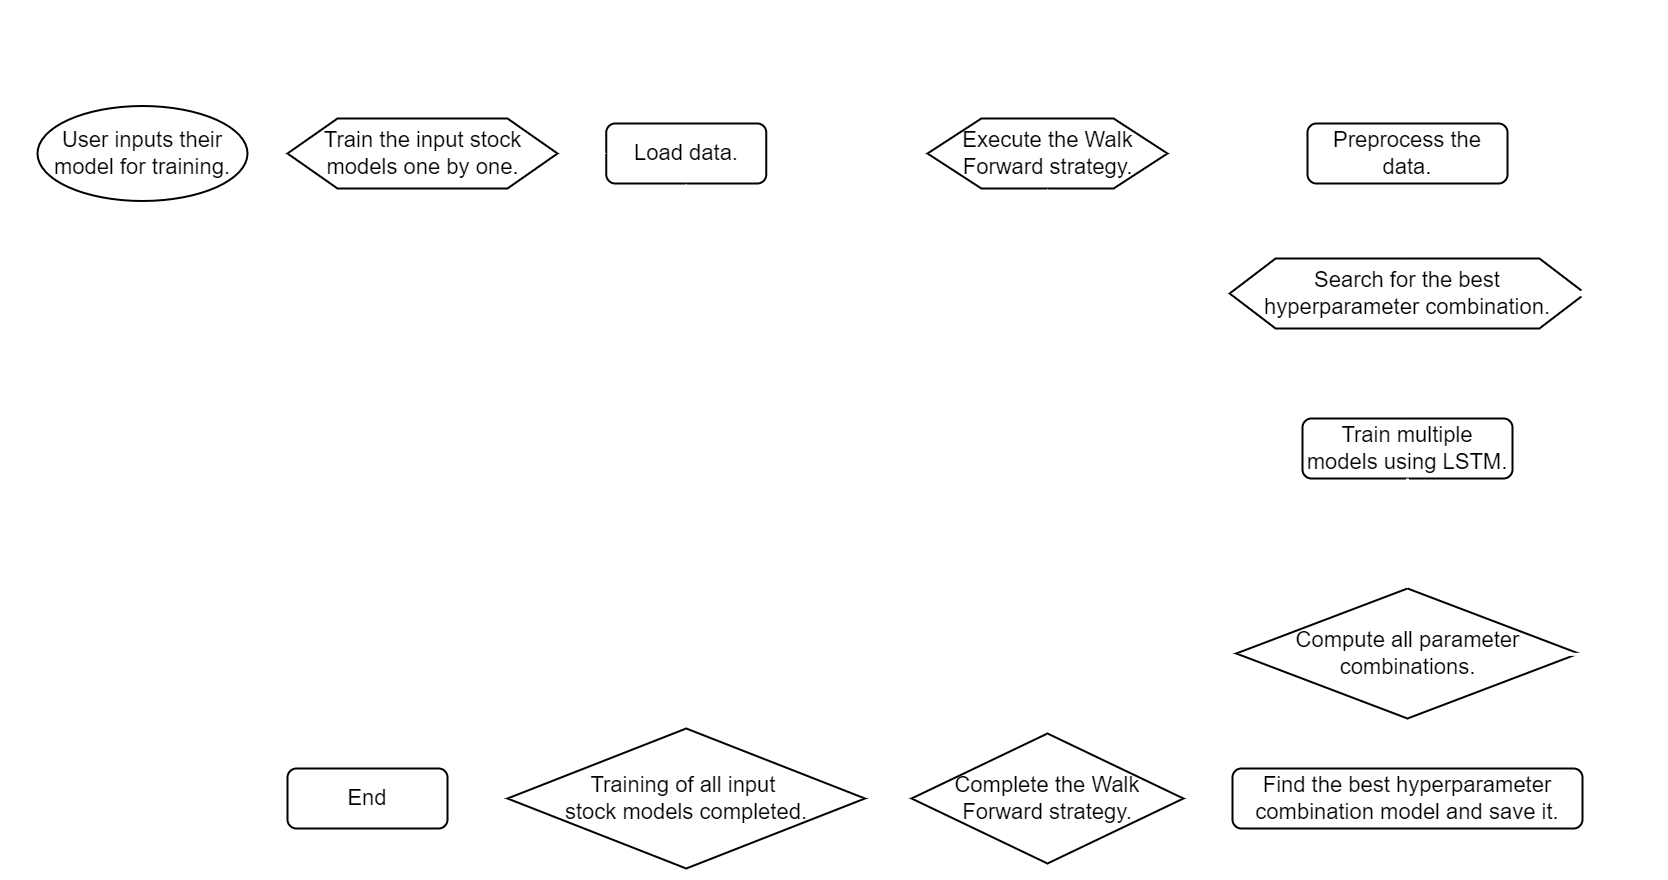 User inputs their
model for training.
Train the input stock
models one by one.
Load data.
Execute the Walk
Forward strategy.
Preprocess the
data.
Search for the best
hyperparameter combination.
Train multiple
models using LSTM.
Compute all parameter
combinations.
End
Training of all input
stock models completed.
Complete the Walk
Forward strategy.
Find the best hyperparameter
combination model and save it.